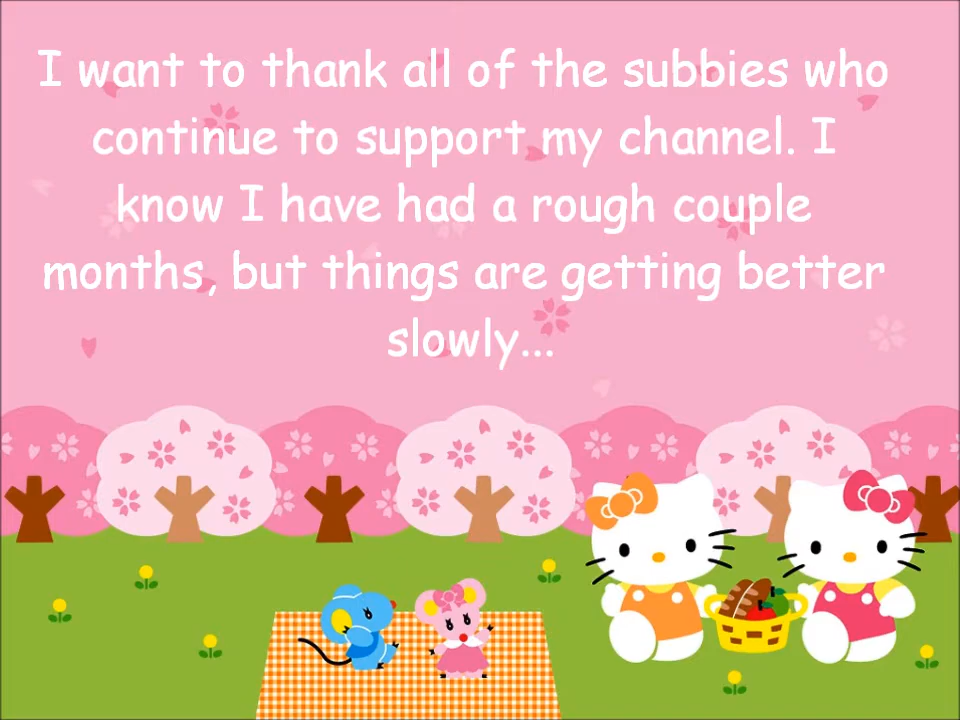 I want to thank all of the subbies who
continue to support my channel. I
know I have had a rough couple
months, but things are getting better
slowly...